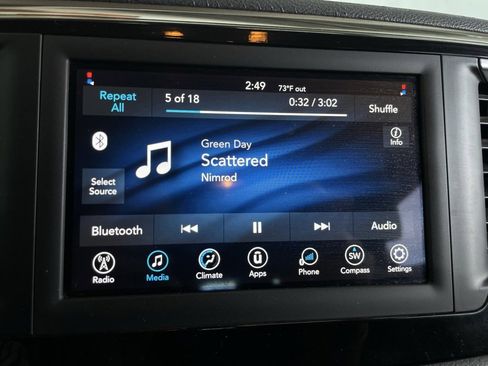 2:49 73°F out
Repeat All
5 of 18 0:32 / 3:02
Shuffle
Green Day
Scattered
Nimrod
Info
Select Source
Bluetooth
Audio
Radio Media Climate Apps Phone SW Compass Settings